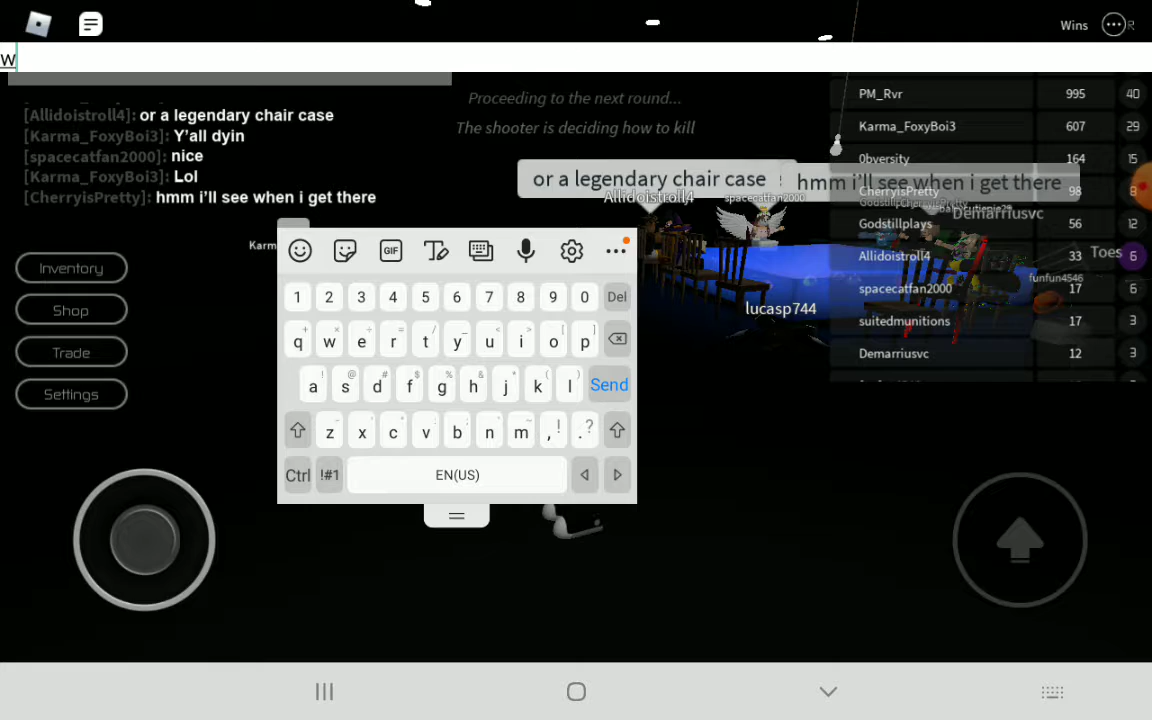 Wins
W
Proceeding to the next round...
The shooter is deciding how to kill
[Allidoistroll4]: or a legendary chair case
[Karma_FoxyBoi3]: Y'all dyin
[spacecatfan2000]: nice
[Karma_FoxyBoi3]: Lol
[CherryisPretty]: hmm i'll see when i get there
or a legendary chair case
hmm i'll see when i get there
Allidoistroll4
spacecatfan2000
Demarriusvc
Toes
funfun4546
lucasp744
Karm
PM_Rvr 995 40
Karma_FoxyBoi3 607 29
0bversity 164 15
CherryisPretty 98 8
Godstillplays 56 12
Allidoistroll4 33 6
spacecatfan2000 17 6
suitedmunitions 17 3
Demarriusvc 12 3
Inventory
Shop
Trade
Settings
GIF
1 2 3 4 5 6 7 8 9 0 Del
q w e r t y u i o p
a s d f g h j k l Send
z x c v b n m , ! . ?
Ctrl !#1 EN(US)